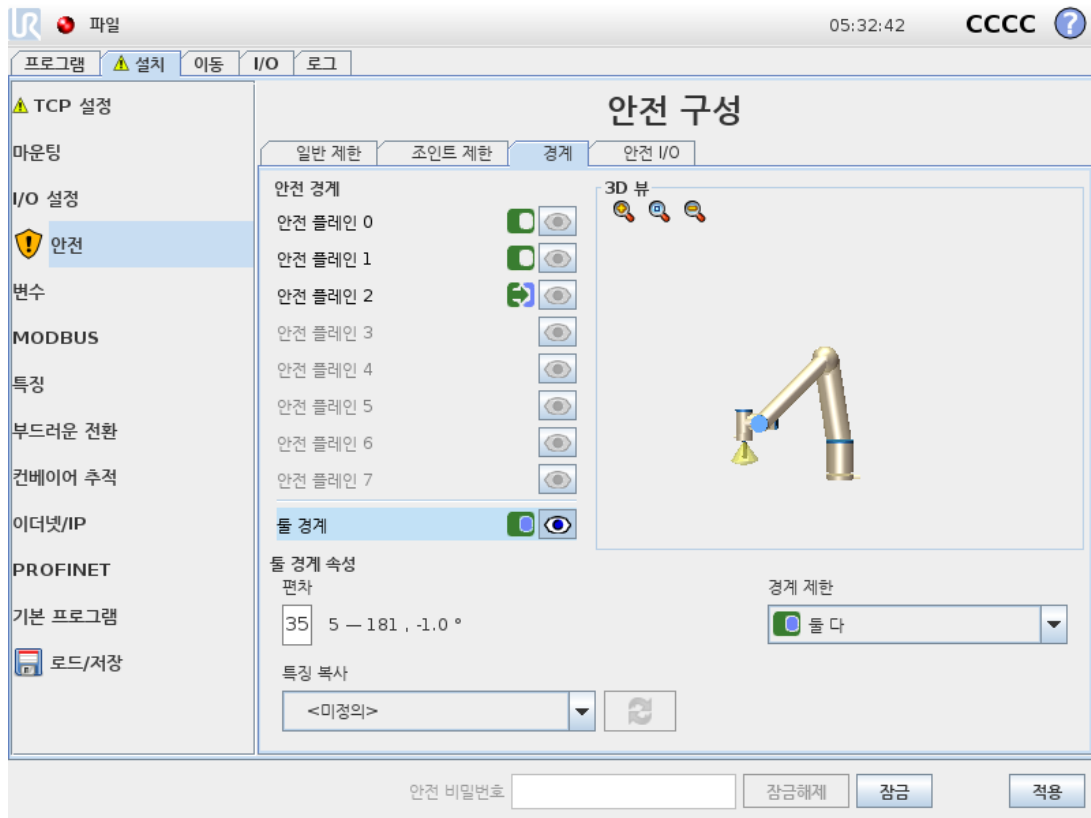 UR 파일 05:32:42 CCCC ?
프로그램 설치 이동 I/O 로그
TCP 설정
마운팅
I/O 설정
안전
변수
MODBUS
특징
부드러운 전환
컨베이어 추적
이더넷/IP
PROFINET
기본 프로그램
로드/저장
안전 구성
일반 제한 조인트 제한 경계 안전 I/O
안전 경계
안전 플레인 0
안전 플레인 1
안전 플레인 2
안전 플레인 3
안전 플레인 4
안전 플레인 5
안전 플레인 6
안전 플레인 7
툴 경계
3D 뷰
툴 경계 속성
편차
35 5 — 181 , -1.0 °
경계 제한
둘 다
특징 복사
<미정의>
안전 비밀번호 잠금해제 잠금 적용